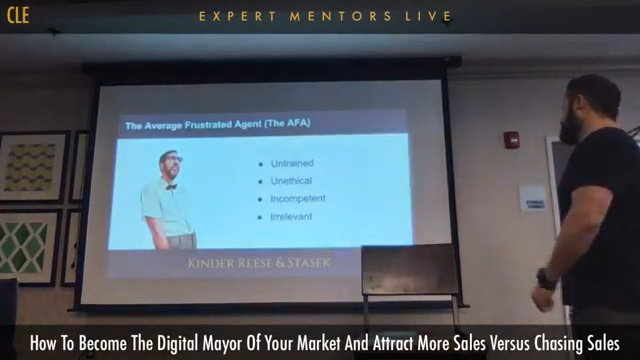 CLE
EXPERT MENTORS LIVE
The Average Frustrated Agent (The AFA)
Untrained
Unethical
Incompetent
Irrelevant
KINDER REESE & STASEK
How To Become The Digital Mayor Of Your Market And Attract More Sales Versus Chasing Sales